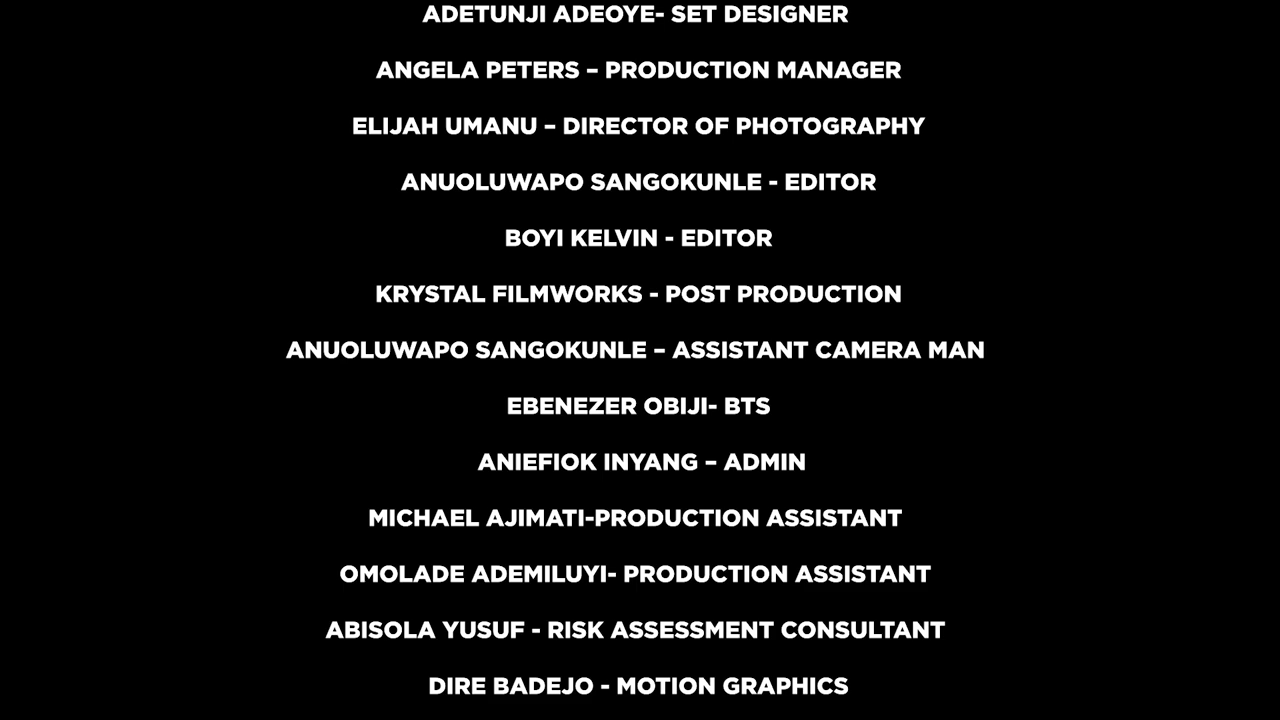 ADETUNJI ADEOYE- SET DESIGNER
ANGELA PETERS – PRODUCTION MANAGER
ELIJAH UMANU – DIRECTOR OF PHOTOGRAPHY
ANUOLUWAPO SANGOKUNLE - EDITOR
BOYI KELVIN - EDITOR
KRYSTAL FILMWORKS - POST PRODUCTION
ANUOLUWAPO SANGOKUNLE – ASSISTANT CAMERA MAN
EBENEZER OBIJI- BTS
ANIEFIOK INYANG – ADMIN
MICHAEL AJIMATI-PRODUCTION ASSISTANT
OMOLADE ADEMILUYI- PRODUCTION ASSISTANT
ABISOLA YUSUF - RISK ASSESSMENT CONSULTANT
DIRE BADEJO - MOTION GRAPHICS